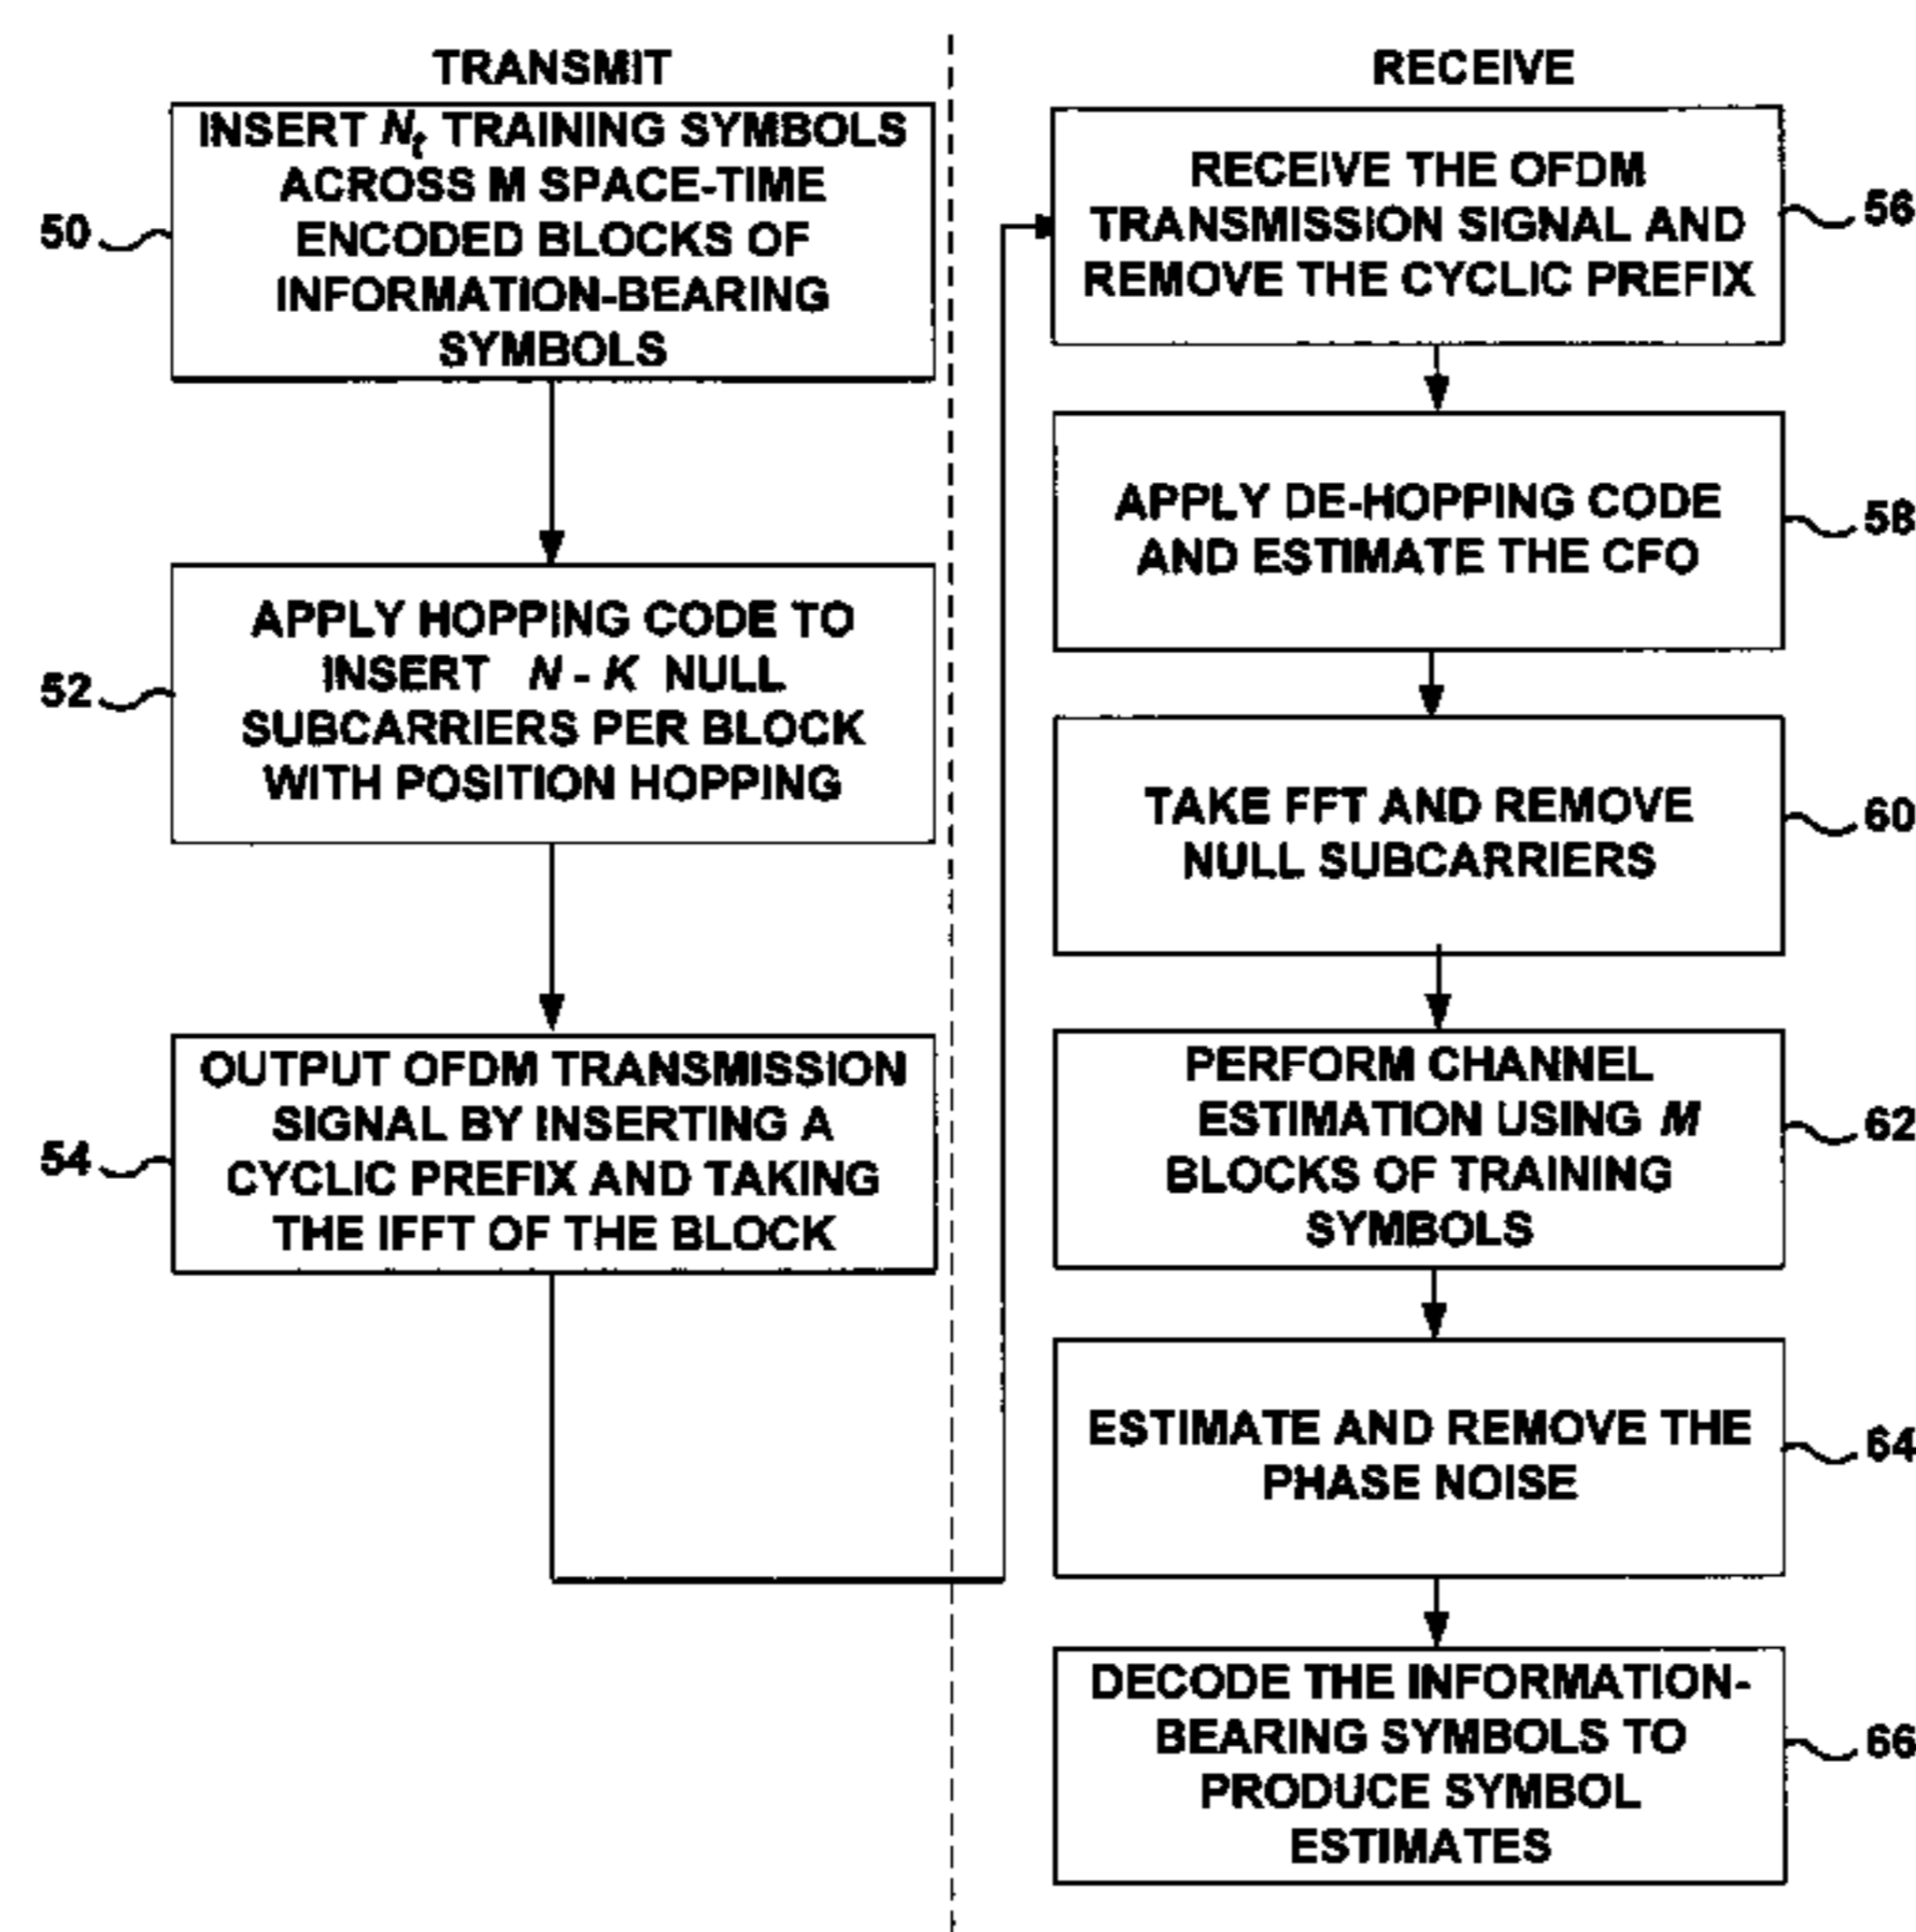 TRANSMIT
INSERT Nt TRAINING SYMBOLS
ACROSS M SPACE-TIME
ENCODED BLOCKS OF
INFORMATION-BEARING
SYMBOLS
50
APPLY HOPPING CODE TO
INSERT N - K NULL
SUBCARRIERS PER BLOCK
WITH POSITION HOPPING
52
OUTPUT OFDM TRANSMISSION
SIGNAL BY INSERTING A
CYCLIC PREFIX AND TAKING
THE IFFT OF THE BLOCK
54
RECEIVE
RECEIVE THE OFDM
TRANSMISSION SIGNAL AND
REMOVE THE CYCLIC PREFIX
56
APPLY DE-HOPPING CODE
AND ESTIMATE THE CFO
58
TAKE FFT AND REMOVE
NULL SUBCARRIERS
60
PERFORM CHANNEL
ESTIMATION USING M
BLOCKS OF TRAINING
SYMBOLS
62
ESTIMATE AND REMOVE THE
PHASE NOISE
64
DECODE THE INFORMATION-
BEARING SYMBOLS TO
PRODUCE SYMBOL
ESTIMATES
66